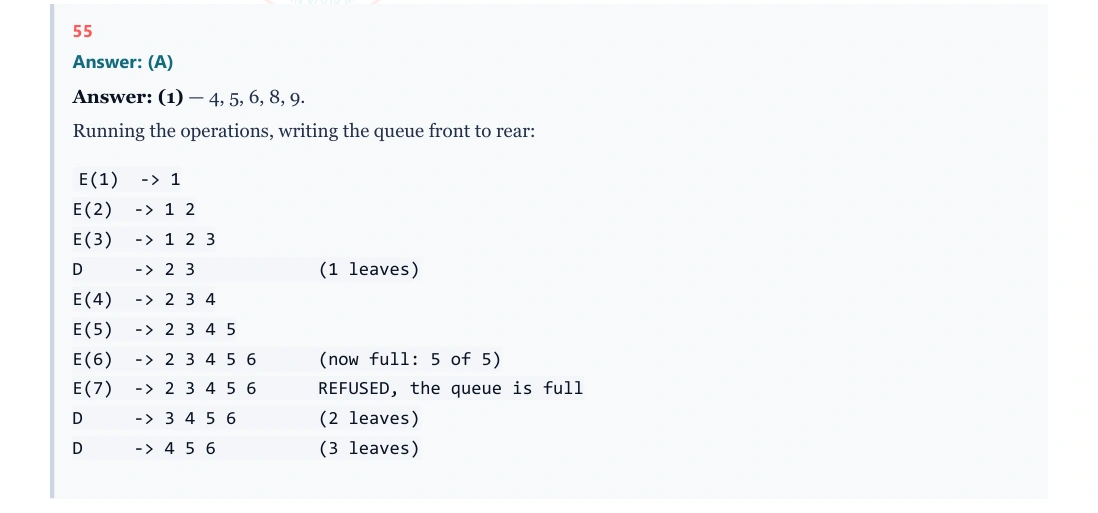 55
Answer: (A)
Answer: (1) — 4, 5, 6, 8, 9.
Running the operations, writing the queue front to rear:
E(1)  -> 1
E(2)  -> 1 2
E(3)  -> 1 2 3
D     -> 2 3            (1 leaves)
E(4)  -> 2 3 4
E(5)  -> 2 3 4 5
E(6)  -> 2 3 4 5 6      (now full: 5 of 5)
E(7)  -> 2 3 4 5 6      REFUSED, the queue is full
D     -> 3 4 5 6        (2 leaves)
D     -> 4 5 6          (3 leaves)